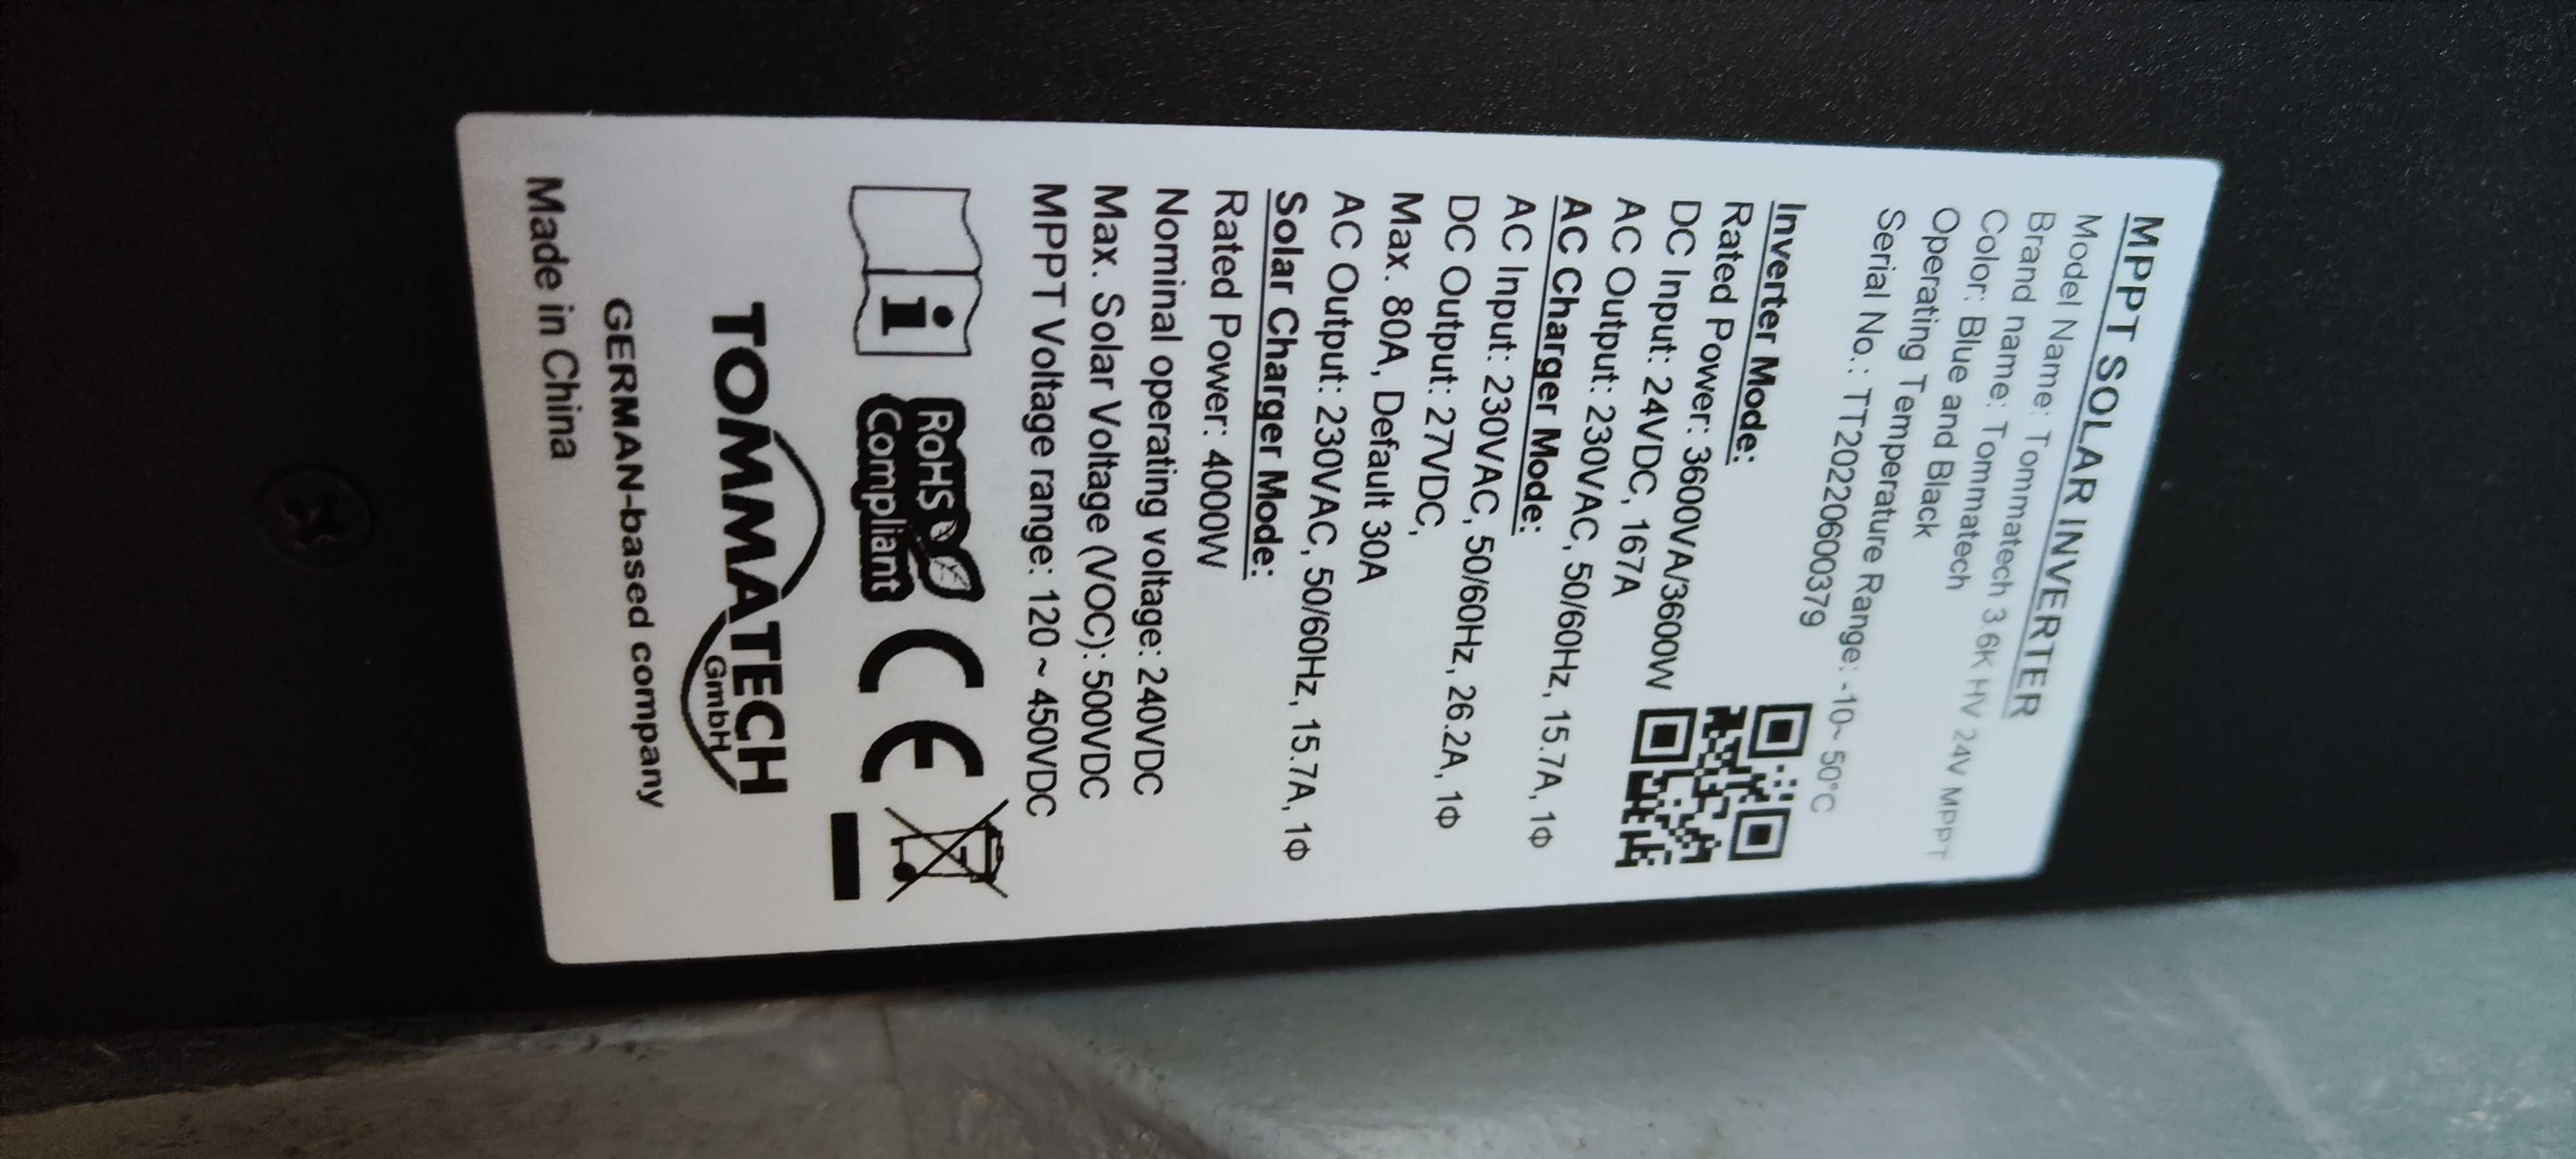 MPPT SOLAR INVERTER
Model Name: Tommatech 3.6K HV 24V MPPT
Brand name: Tommatech
Color: Blue and Black
Operating Temperature Range: -10~ 50°C
Serial No.: TT20220600379
Inverter Mode:
Rated Power: 3600VA/3600W
DC Input: 24VDC, 167A
AC Output: 230VAC, 50/60Hz, 15.7A, 1Φ
AC Charger Mode:
AC Input: 230VAC, 50/60Hz, 26.2A, 1Φ
DC Output: 27VDC,
Max. 80A, Default 30A
AC Output: 230VAC, 50/60Hz, 15.7A, 1Φ
Solar Charger Mode:
Rated Power: 4000W
Nominal operating voltage: 240VDC
Max. Solar Voltage (VOC): 500VDC
MPPT Voltage range: 120 ~ 450VDC
i
RoHS
Compliant
CE
TOMMATECH
GmbH
GERMAN-based company
Made in China